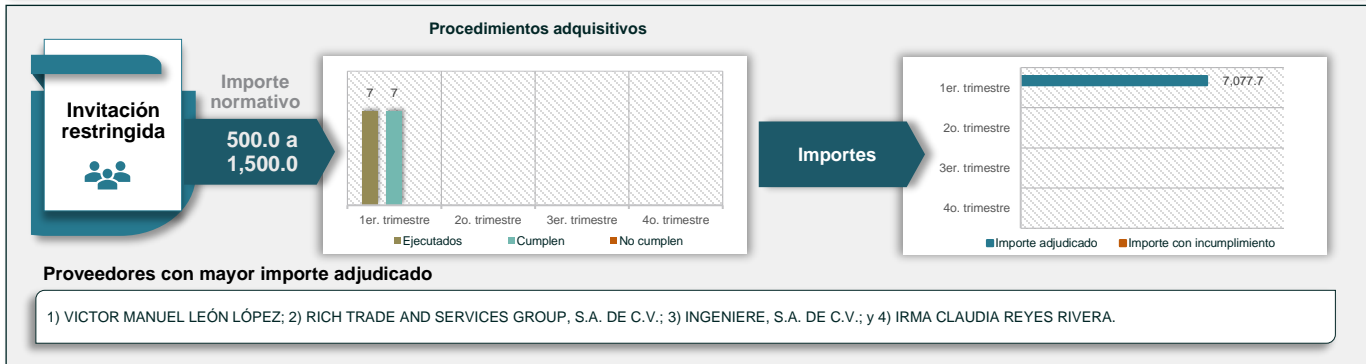 Procedimientos adquisitivos
Invitación
restringida
Importe
normativo
500.0 a
1,500.0
7 7
1er. trimestre 2o. trimestre 3er. trimestre 4o. trimestre
Ejecutados Cumplen No cumplen
Importes
1er. trimestre
7,077.7
2o. trimestre
3er. trimestre
4o. trimestre
Importe adjudicado Importe con incumplimiento
Proveedores con mayor importe adjudicado
1) VICTOR MANUEL LEÓN LÓPEZ; 2) RICH TRADE AND SERVICES GROUP, S.A. DE C.V.; 3) INGENIERE, S.A. DE C.V.; y 4) IRMA CLAUDIA REYES RIVERA.